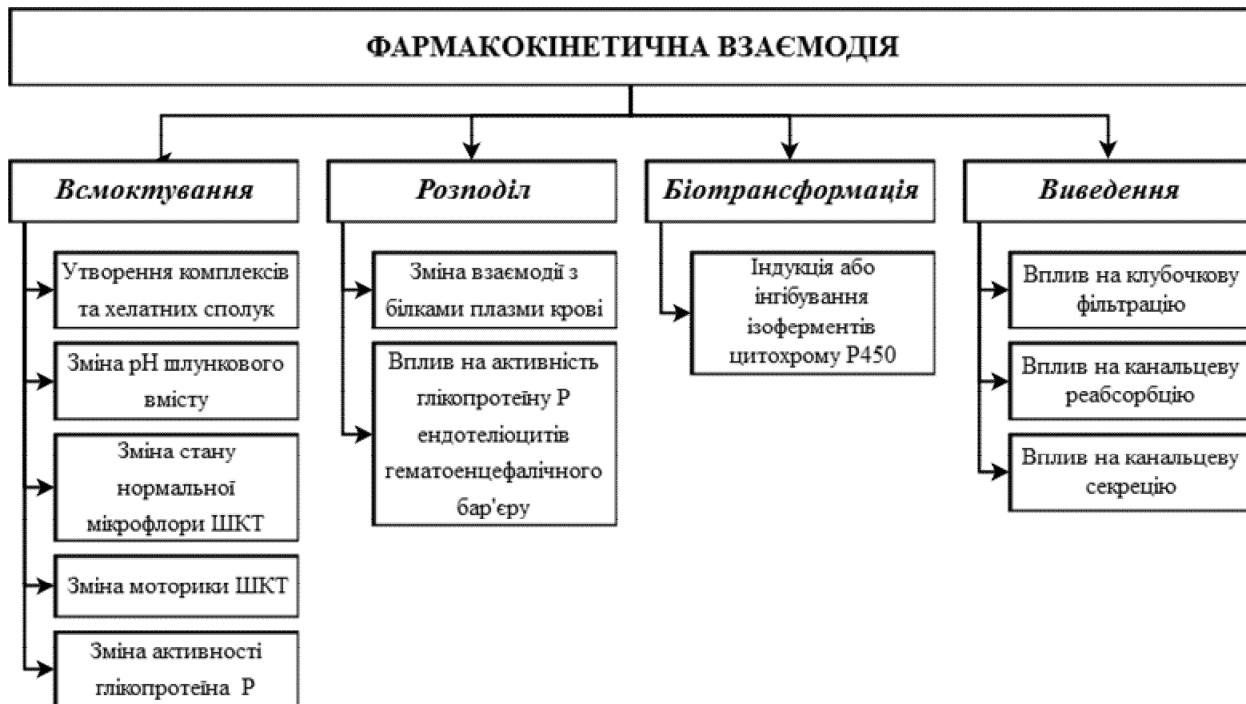 ФАРМАКОКІНЕТИЧНА ВЗАЄМОДІЯ
Всмоктування
Утворення комплексів
та хелатних сполук
Зміна рН шлункового
вмісту
Зміна стану
нормальної
мікрофлори ШКТ
Зміна моторики ШКТ
Зміна активності
глікопротеїна Р
Розподіл
Зміна взаємодії з
білками плазми крові
Вплив на активність
глікопротеїну Р
ендотеліоцитів
гематоенцефалічного
бар'єру
Біотрансформація
Індукція або
інгібування
ізоферментів
цитохрому Р450
Виведення
Вплив на клубочкову
фільтрацію
Вплив на канальцеву
реабсорбцію
Вплив на канальцеву
секрецію